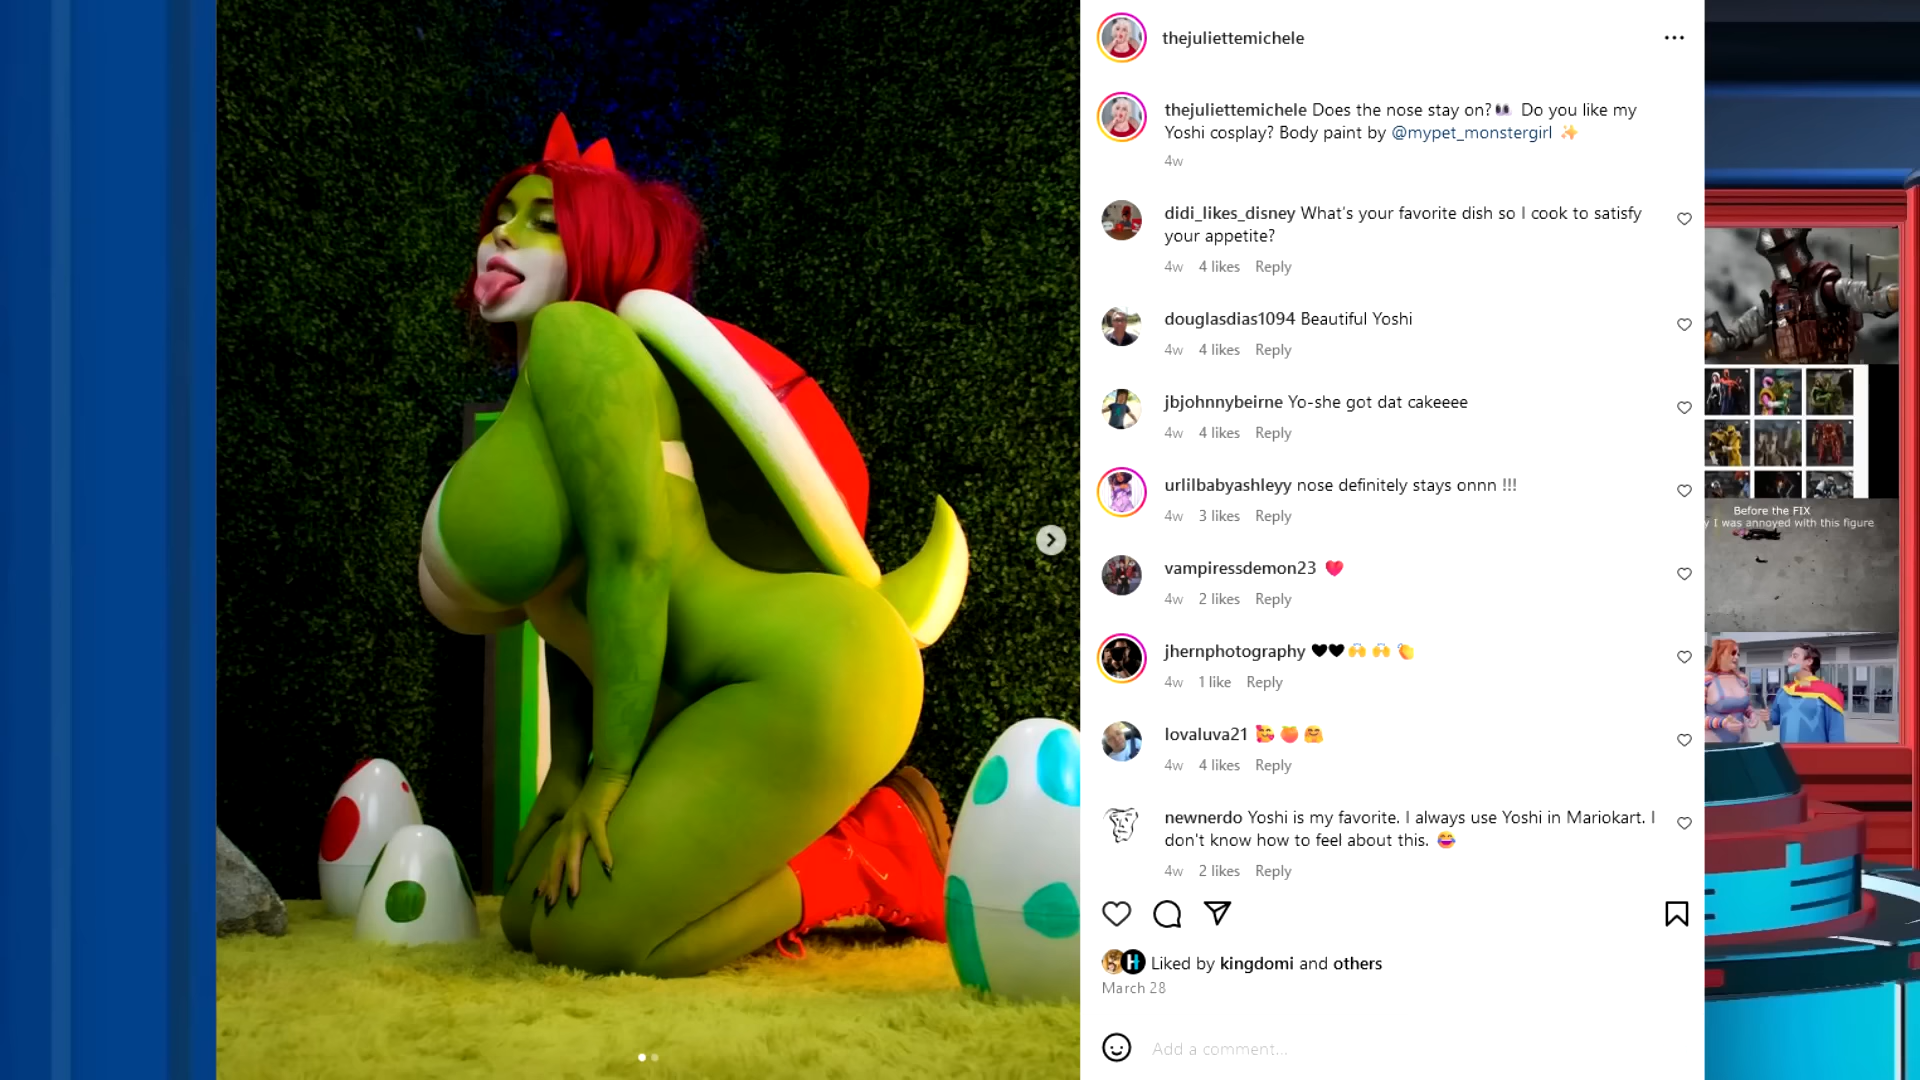 thejuliettemichele
thejuliettemichele Does the nose stay on?👀 Do you like my
Yoshi cosplay? Body paint by @mypet_monstergirl ✨
4w
didi_likes_disney What's your favorite dish so I cook to satisfy
your appetite?
4w 4 likes Reply
douglasdias1094 Beautiful Yoshi
4w 4 likes Reply
jbjohnnybeirne Yo-she got dat cakeeee
4w 4 likes Reply
urlilbabyashleyy nose definitely stays onnn !!!
4w 3 likes Reply
vampiressdemon23 ❤️
4w 2 likes Reply
jhernphotography 🖤🖤🙌🙌👏
4w 1 like Reply
lovaluva21 🥰🍑🤗
4w 4 likes Reply
newnerdo Yoshi is my favorite. I always use Yoshi in Mariokart. I
don't know how to feel about this. 😂
4w 2 likes Reply
Liked by kingdomi and others
March 28
Add a comment...
Before the FIX
y I was annoyed with this figure